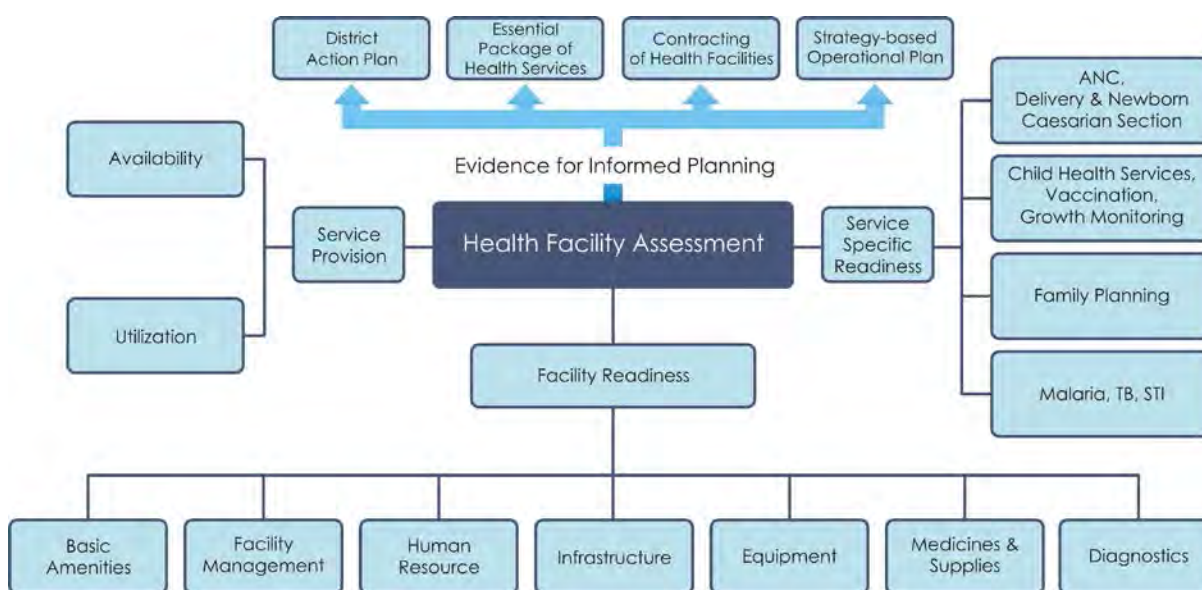 District
Action Plan
Essential
Package of
Health Services
Contracting
of Health Facilities
Strategy-based
Operational Plan
Evidence for Informed Planning
Availability
Utilization
Service
Provision
Health Facility Assessment
Service
Specific
Readiness
ANC,
Delivery & Newborn
Caesarian Section
Child Health Services,
Vaccination,
Growth Monitoring
Family Planning
Malaria, TB, STI
Facility Readiness
Basic
Amenities
Facility
Management
Human
Resource
Infrastructure
Equipment
Medicines &
Supplies
Diagnostics